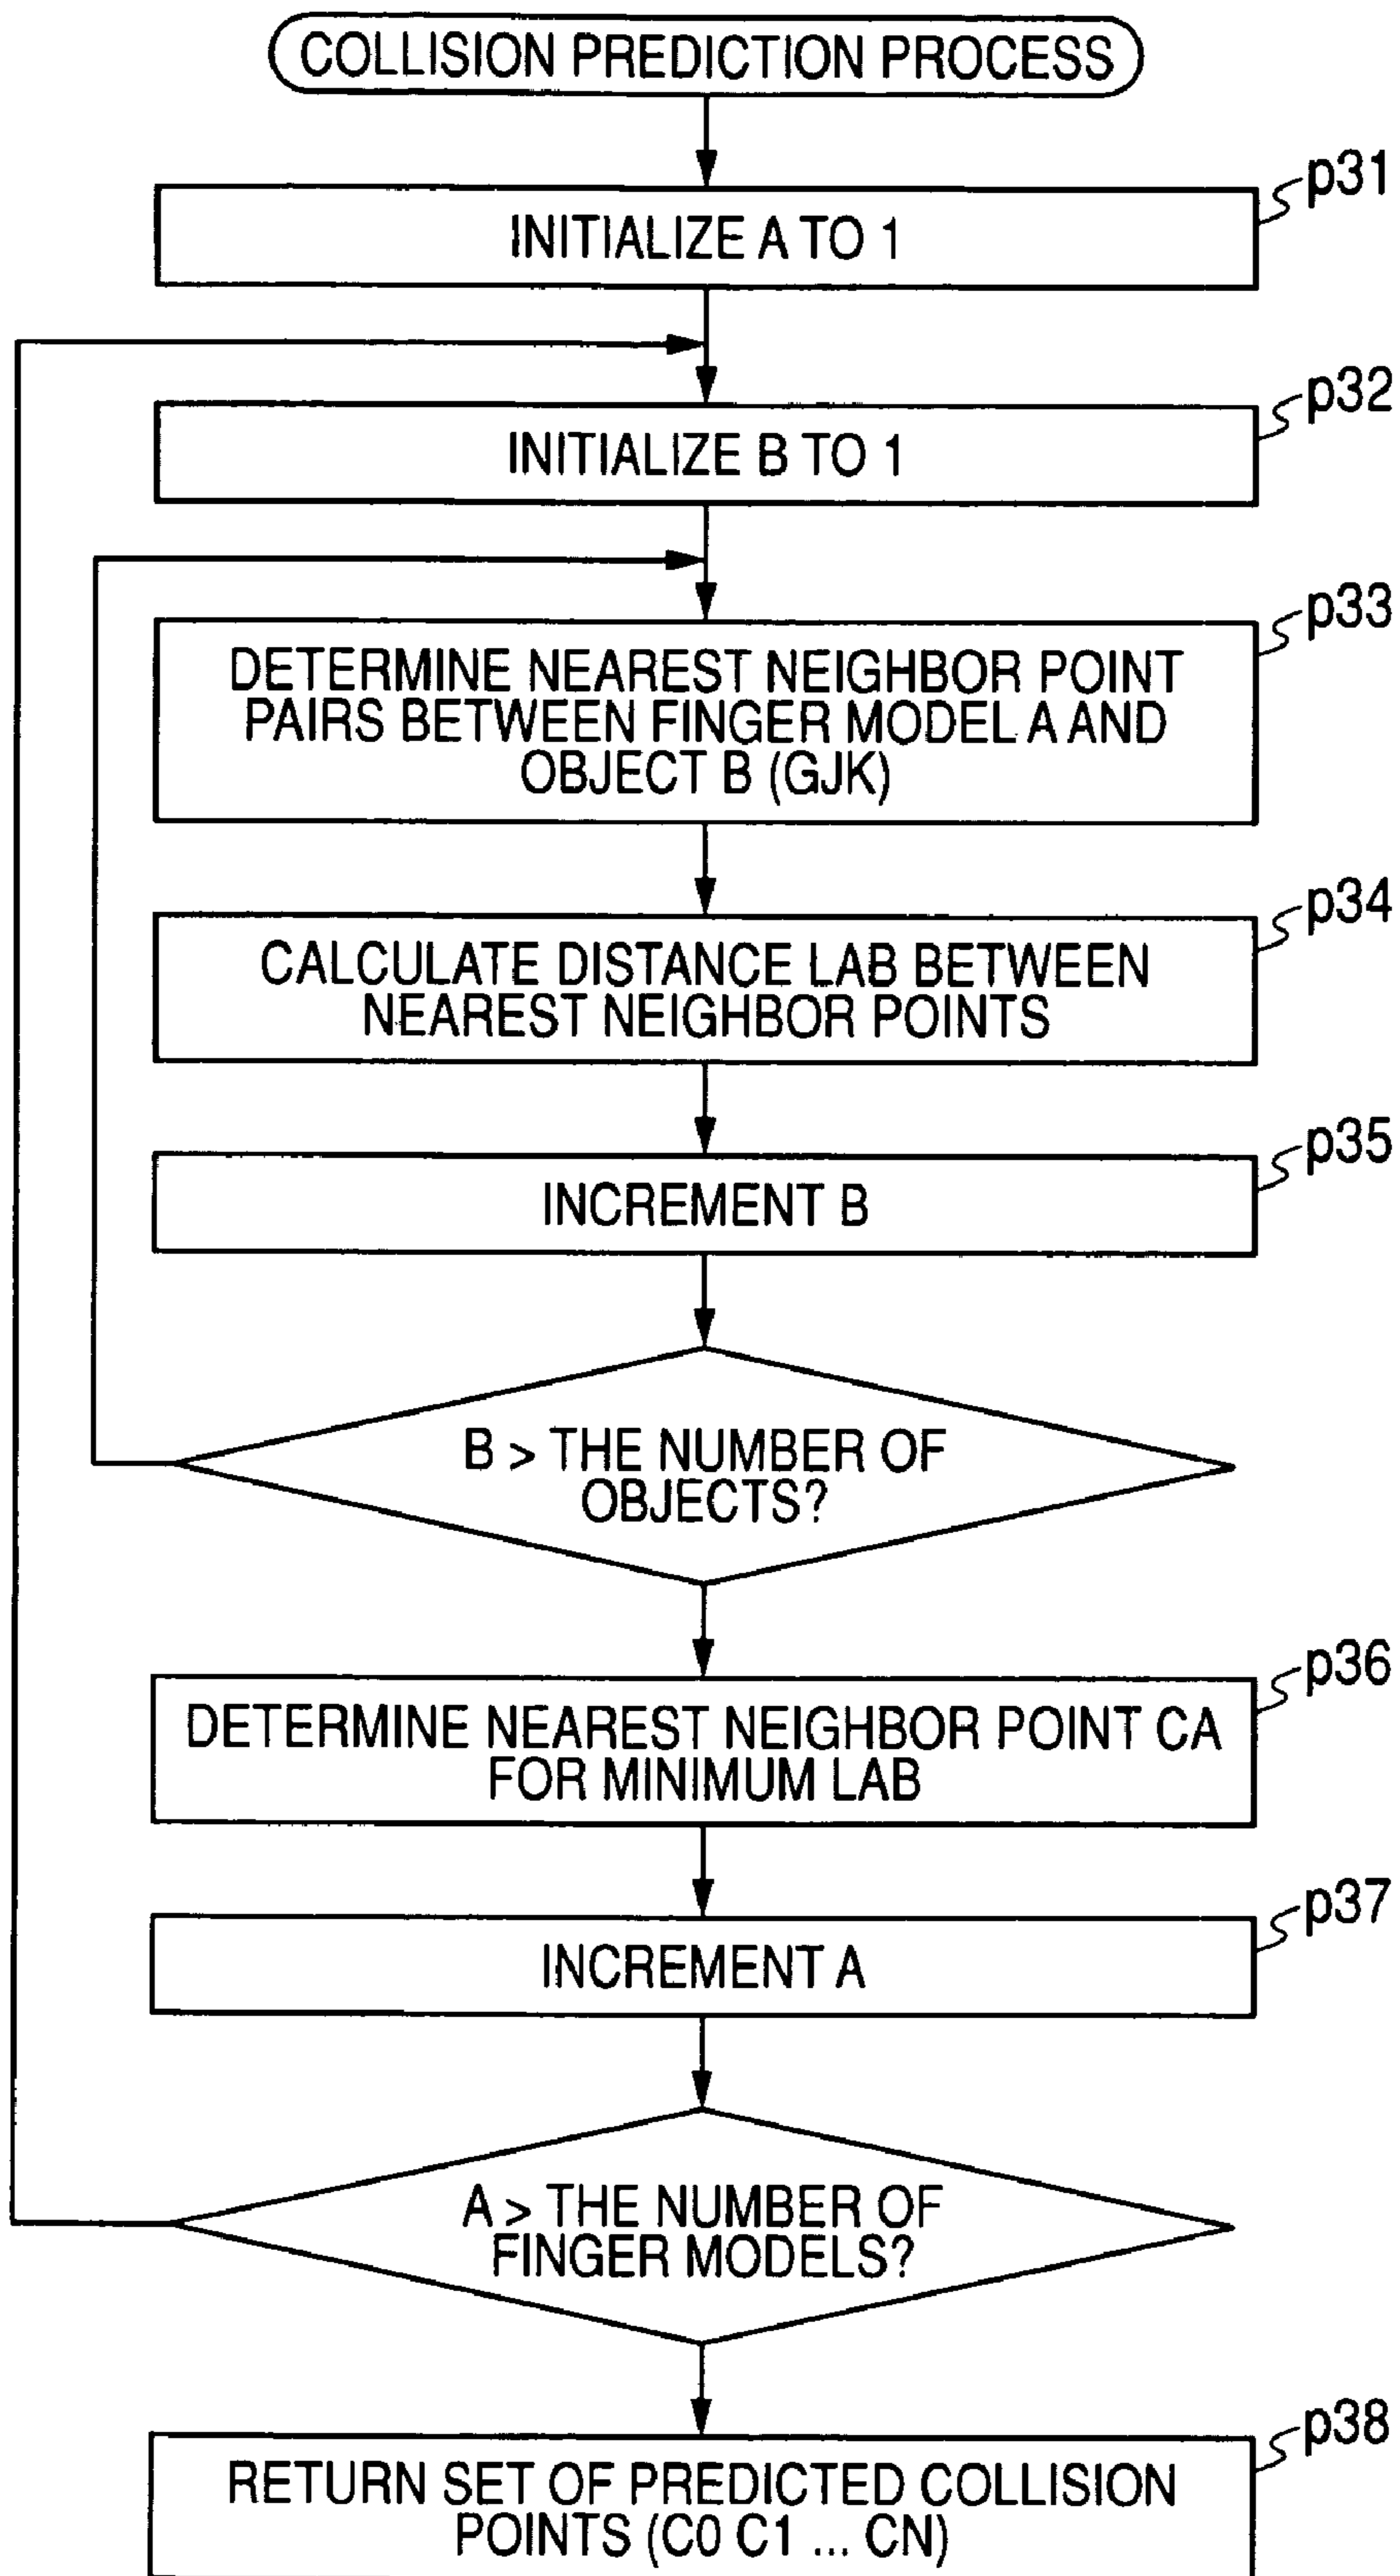 COLLISION PREDICTION PROCESS
p31
INITIALIZE A TO 1
p32
INITIALIZE B TO 1
p33
DETERMINE NEAREST NEIGHBOR POINT
PAIRS BETWEEN FINGER MODEL A AND
OBJECT B (GJK)
p34
CALCULATE DISTANCE LAB BETWEEN
NEAREST NEIGHBOR POINTS
p35
INCREMENT B
B > THE NUMBER OF
OBJECTS?
p36
DETERMINE NEAREST NEIGHBOR POINT CA
FOR MINIMUM LAB
p37
INCREMENT A
A > THE NUMBER OF
FINGER MODELS?
p38
RETURN SET OF PREDICTED COLLISION
POINTS (C0 C1 ... CN)